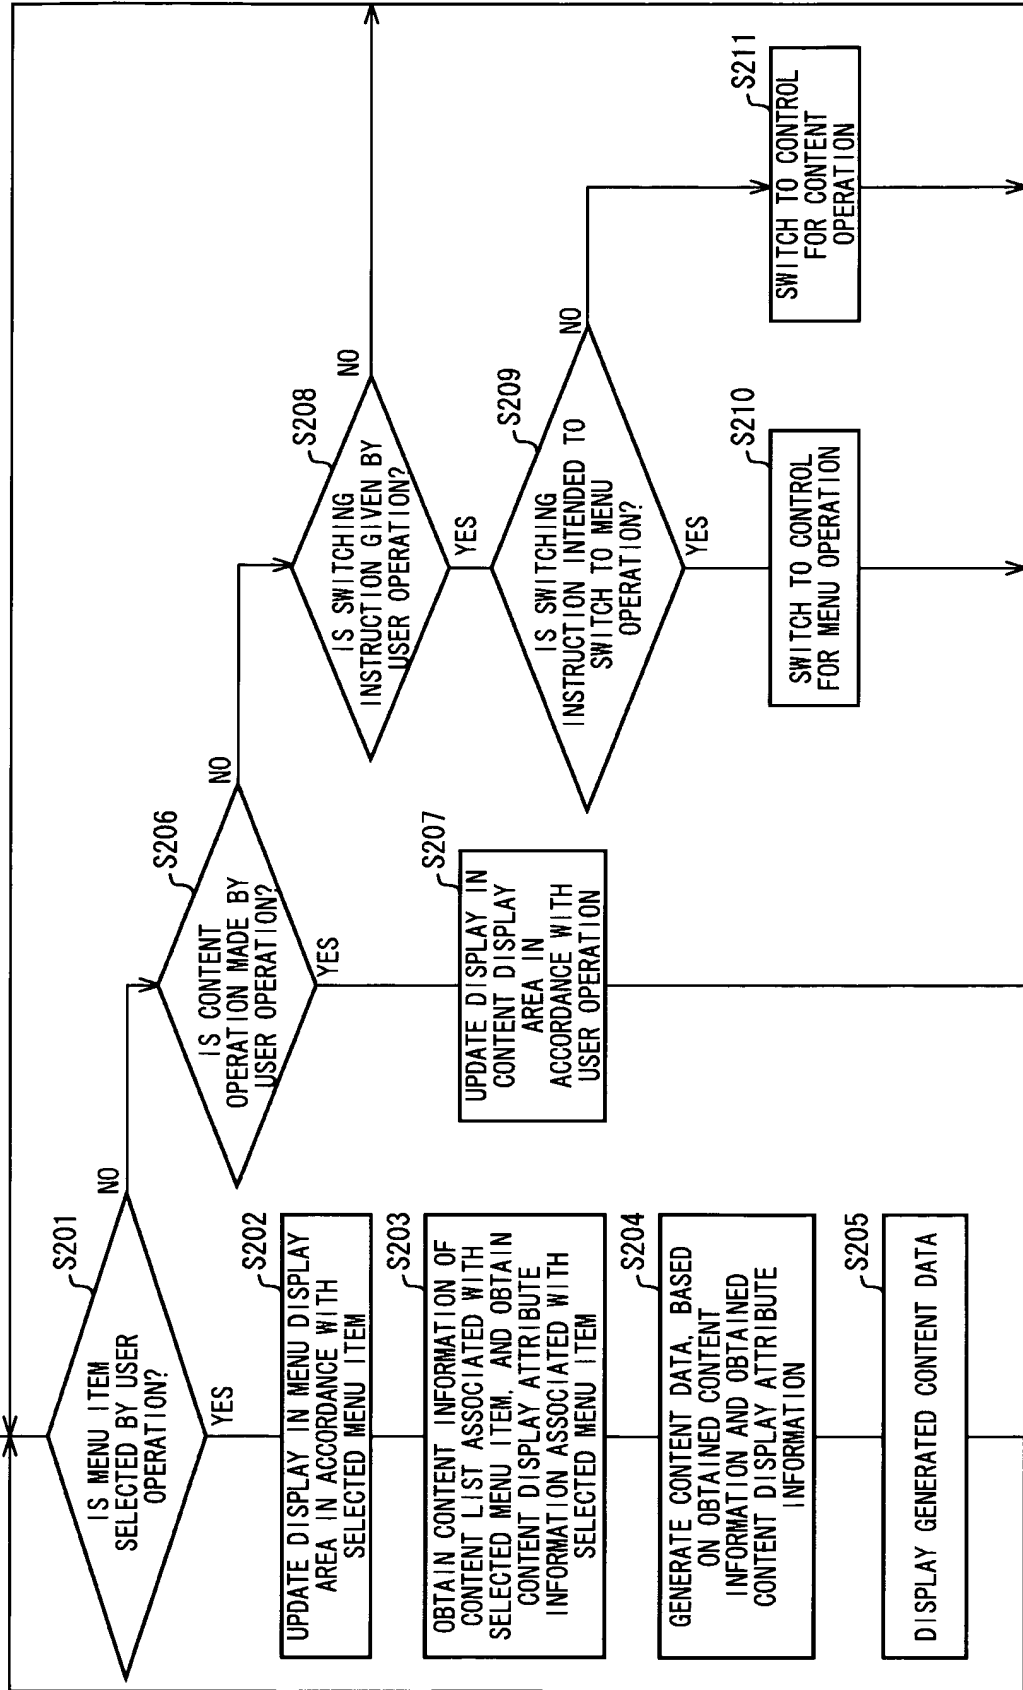 S201
IS MENU ITEM
SELECTED BY USER
OPERATION?
NO
YES
S202
UPDATE DISPLAY IN MENU DISPLAY
AREA IN ACCORDANCE WITH
SELECTED MENU ITEM
S203
OBTAIN CONTENT INFORMATION OF
CONTENT LIST ASSOCIATED WITH
SELECTED MENU ITEM, AND OBTAIN
CONTENT DISPLAY ATTRIBUTE
INFORMATION ASSOCIATED WITH
SELECTED MENU ITEM
S204
GENERATE CONTENT DATA, BASED
ON OBTAINED CONTENT
INFORMATION AND OBTAINED
CONTENT DISPLAY ATTRIBUTE
INFORMATION
S205
DISPLAY GENERATED CONTENT DATA
S206
IS CONTENT
OPERATION MADE BY
USER OPERATION?
NO
YES
S207
UPDATE DISPLAY IN
CONTENT DISPLAY
AREA IN
ACCORDANCE WITH
USER OPERATION
S208
IS SWITCHING
INSTRUCTION GIVEN BY
USER OPERATION?
NO
YES
S209
IS SWITCHING
INSTRUCTION INTENDED TO
SWITCH TO MENU
OPERATION?
NO
YES
S210
SWITCH TO CONTROL
FOR MENU OPERATION
S211
SWITCH TO CONTROL
FOR CONTENT
OPERATION